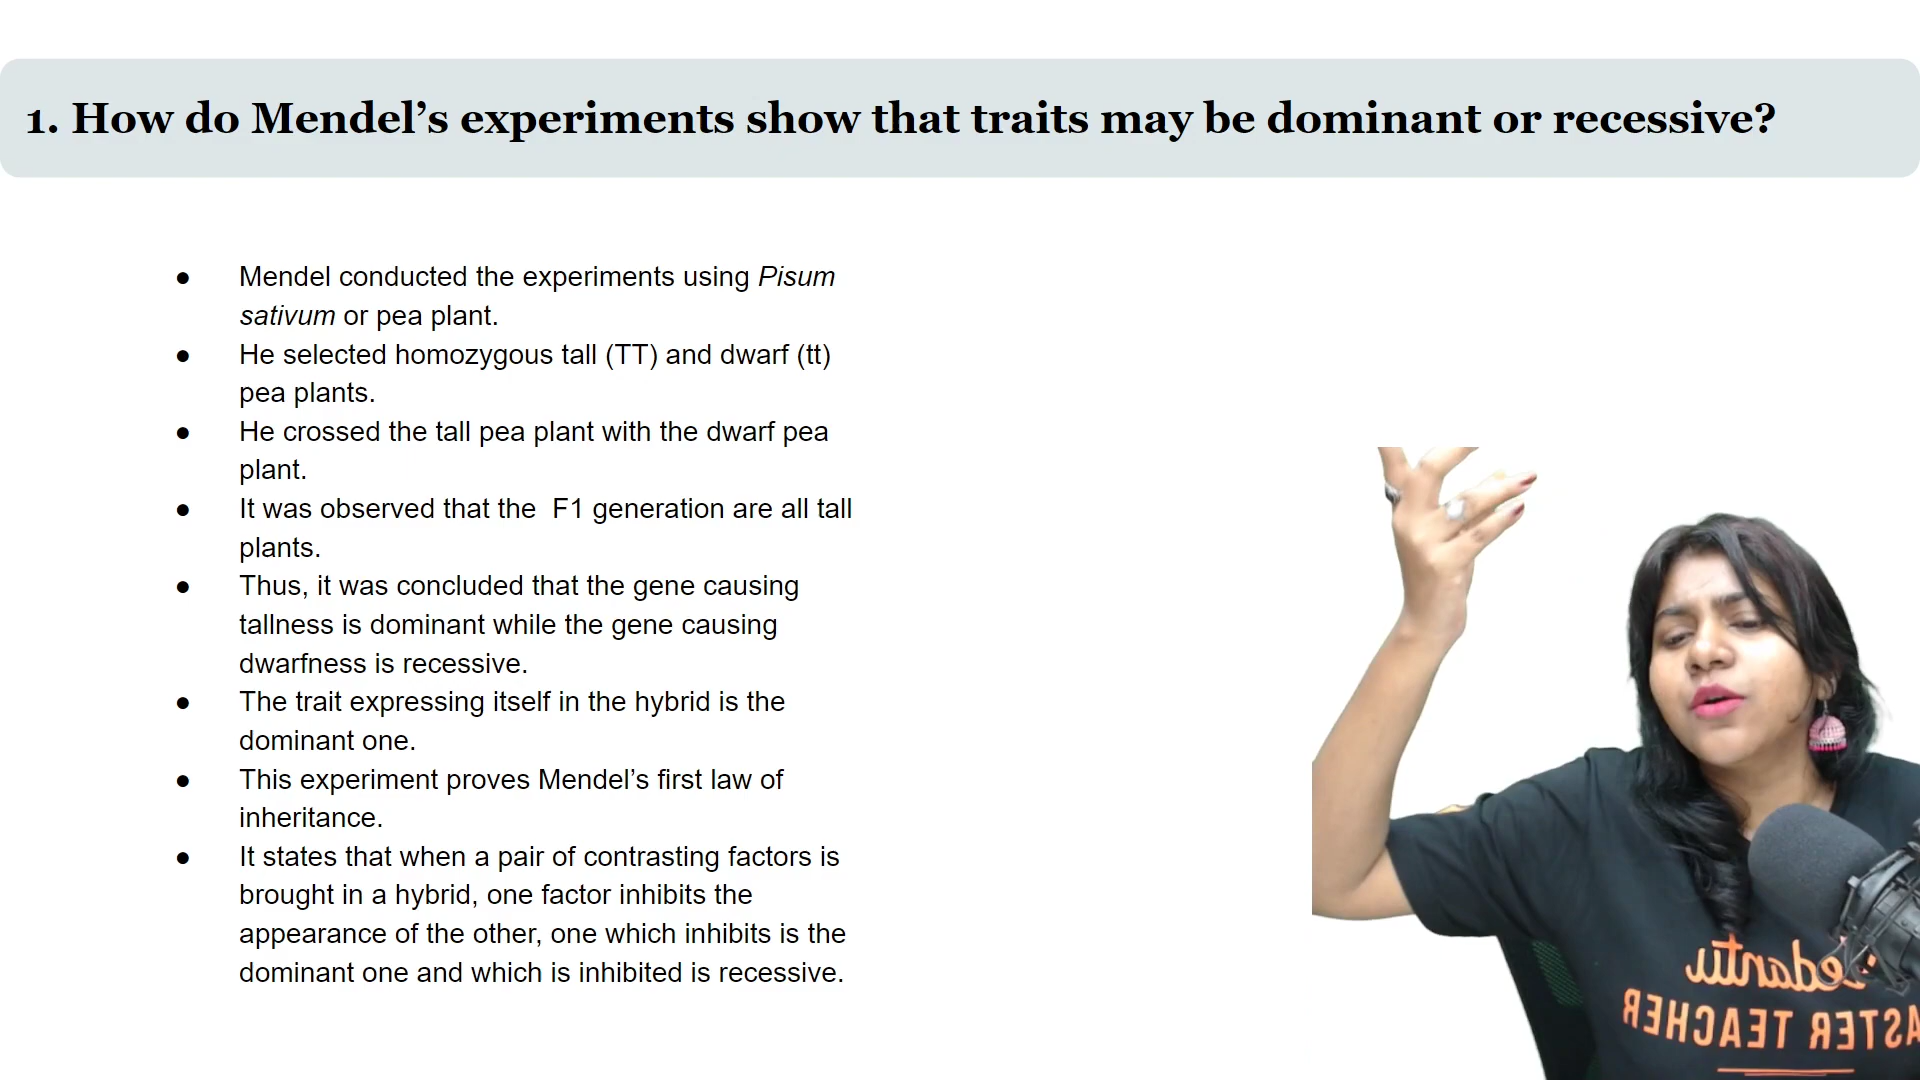 1. How do Mendel’s experiments show that traits may be dominant or recessive?
● Mendel conducted the experiments using Pisum
sativum or pea plant.
● He selected homozygous tall (TT) and dwarf (tt)
pea plants.
● He crossed the tall pea plant with the dwarf pea
plant.
● It was observed that the  F1 generation are all tall
plants.
● Thus, it was concluded that the gene causing
tallness is dominant while the gene causing
dwarfness is recessive.
● The trait expressing itself in the hybrid is the
dominant one.
● This experiment proves Mendel’s first law of
inheritance.
● It states that when a pair of contrasting factors is
brought in a hybrid, one factor inhibits the
appearance of the other, one which inhibits is the
dominant one and which is inhibited is recessive.
Vedantu
MASTER TEACHER